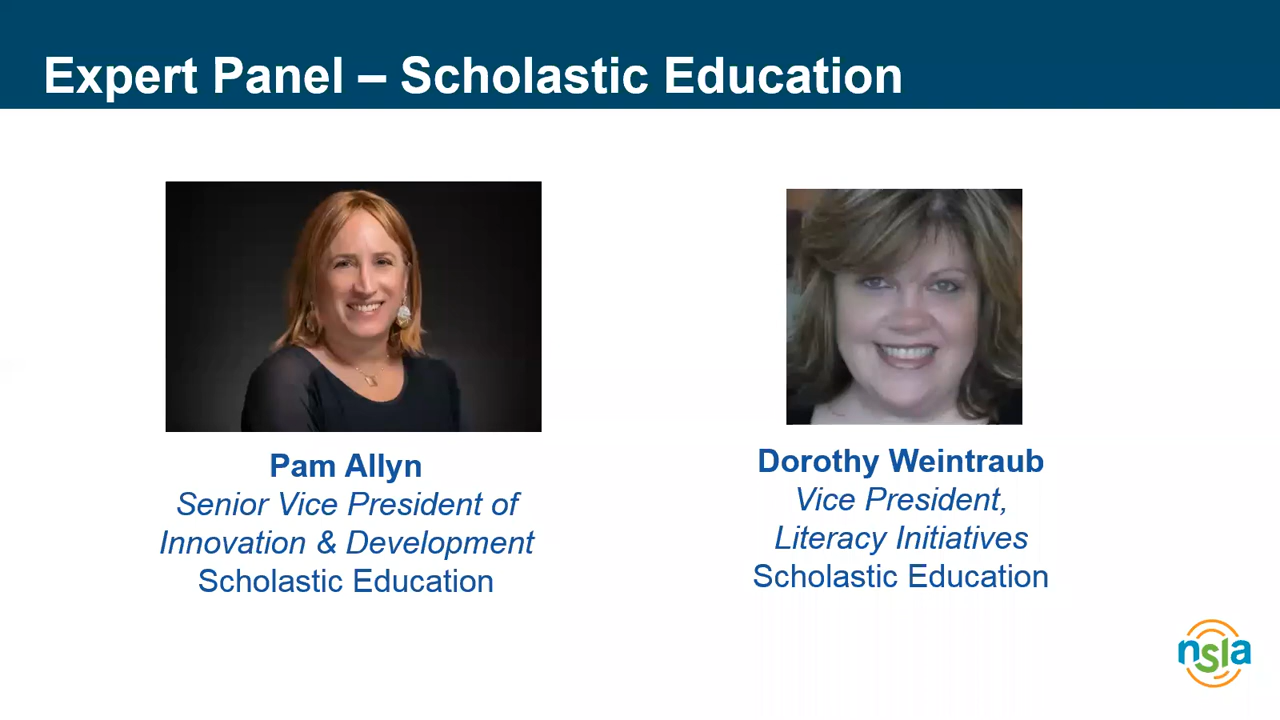 Expert Panel – Scholastic Education
Pam Allyn
Senior Vice President of
Innovation & Development
Scholastic Education
Dorothy Weintraub
Vice President,
Literacy Initiatives
Scholastic Education
nsla